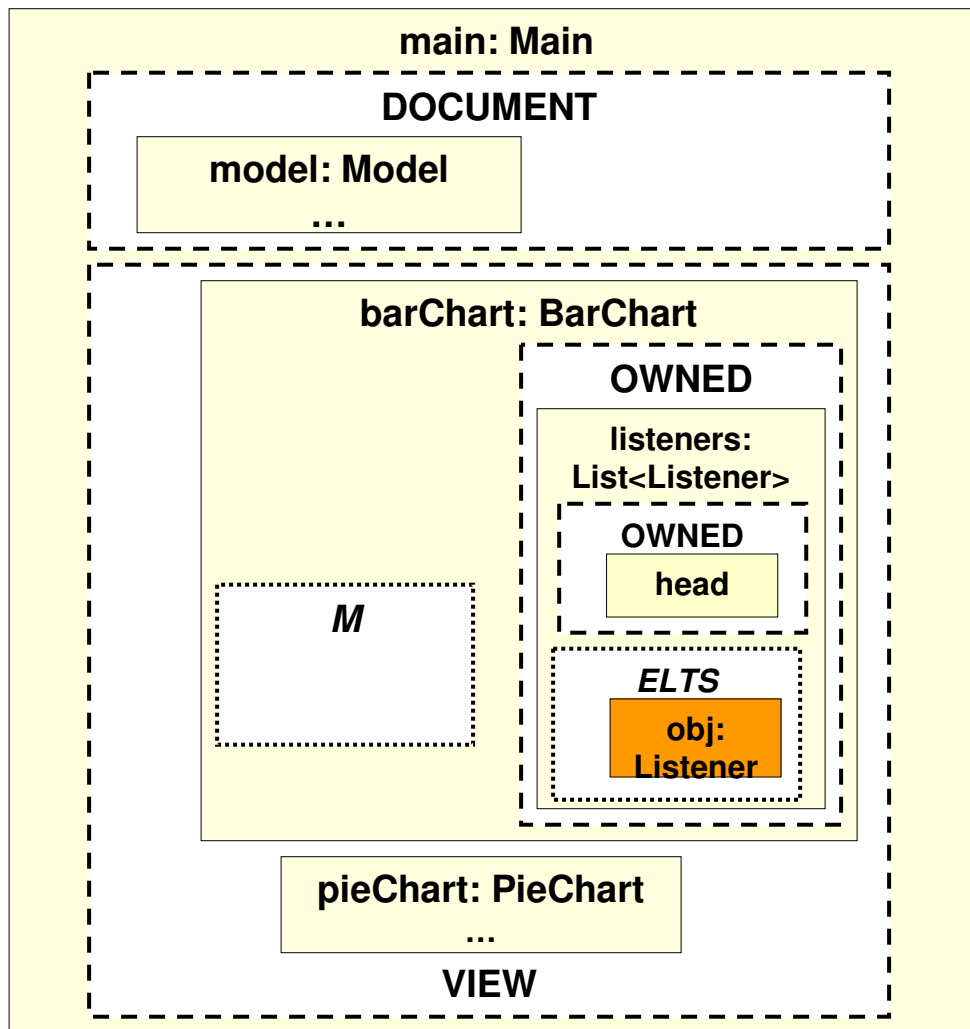 main: Main
DOCUMENT
model: Model
...
barChart: BarChart
OWNED
listeners:
List<Listener>
OWNED
head
M
ELTS
obj:
Listener
pieChart: PieChart
...
VIEW